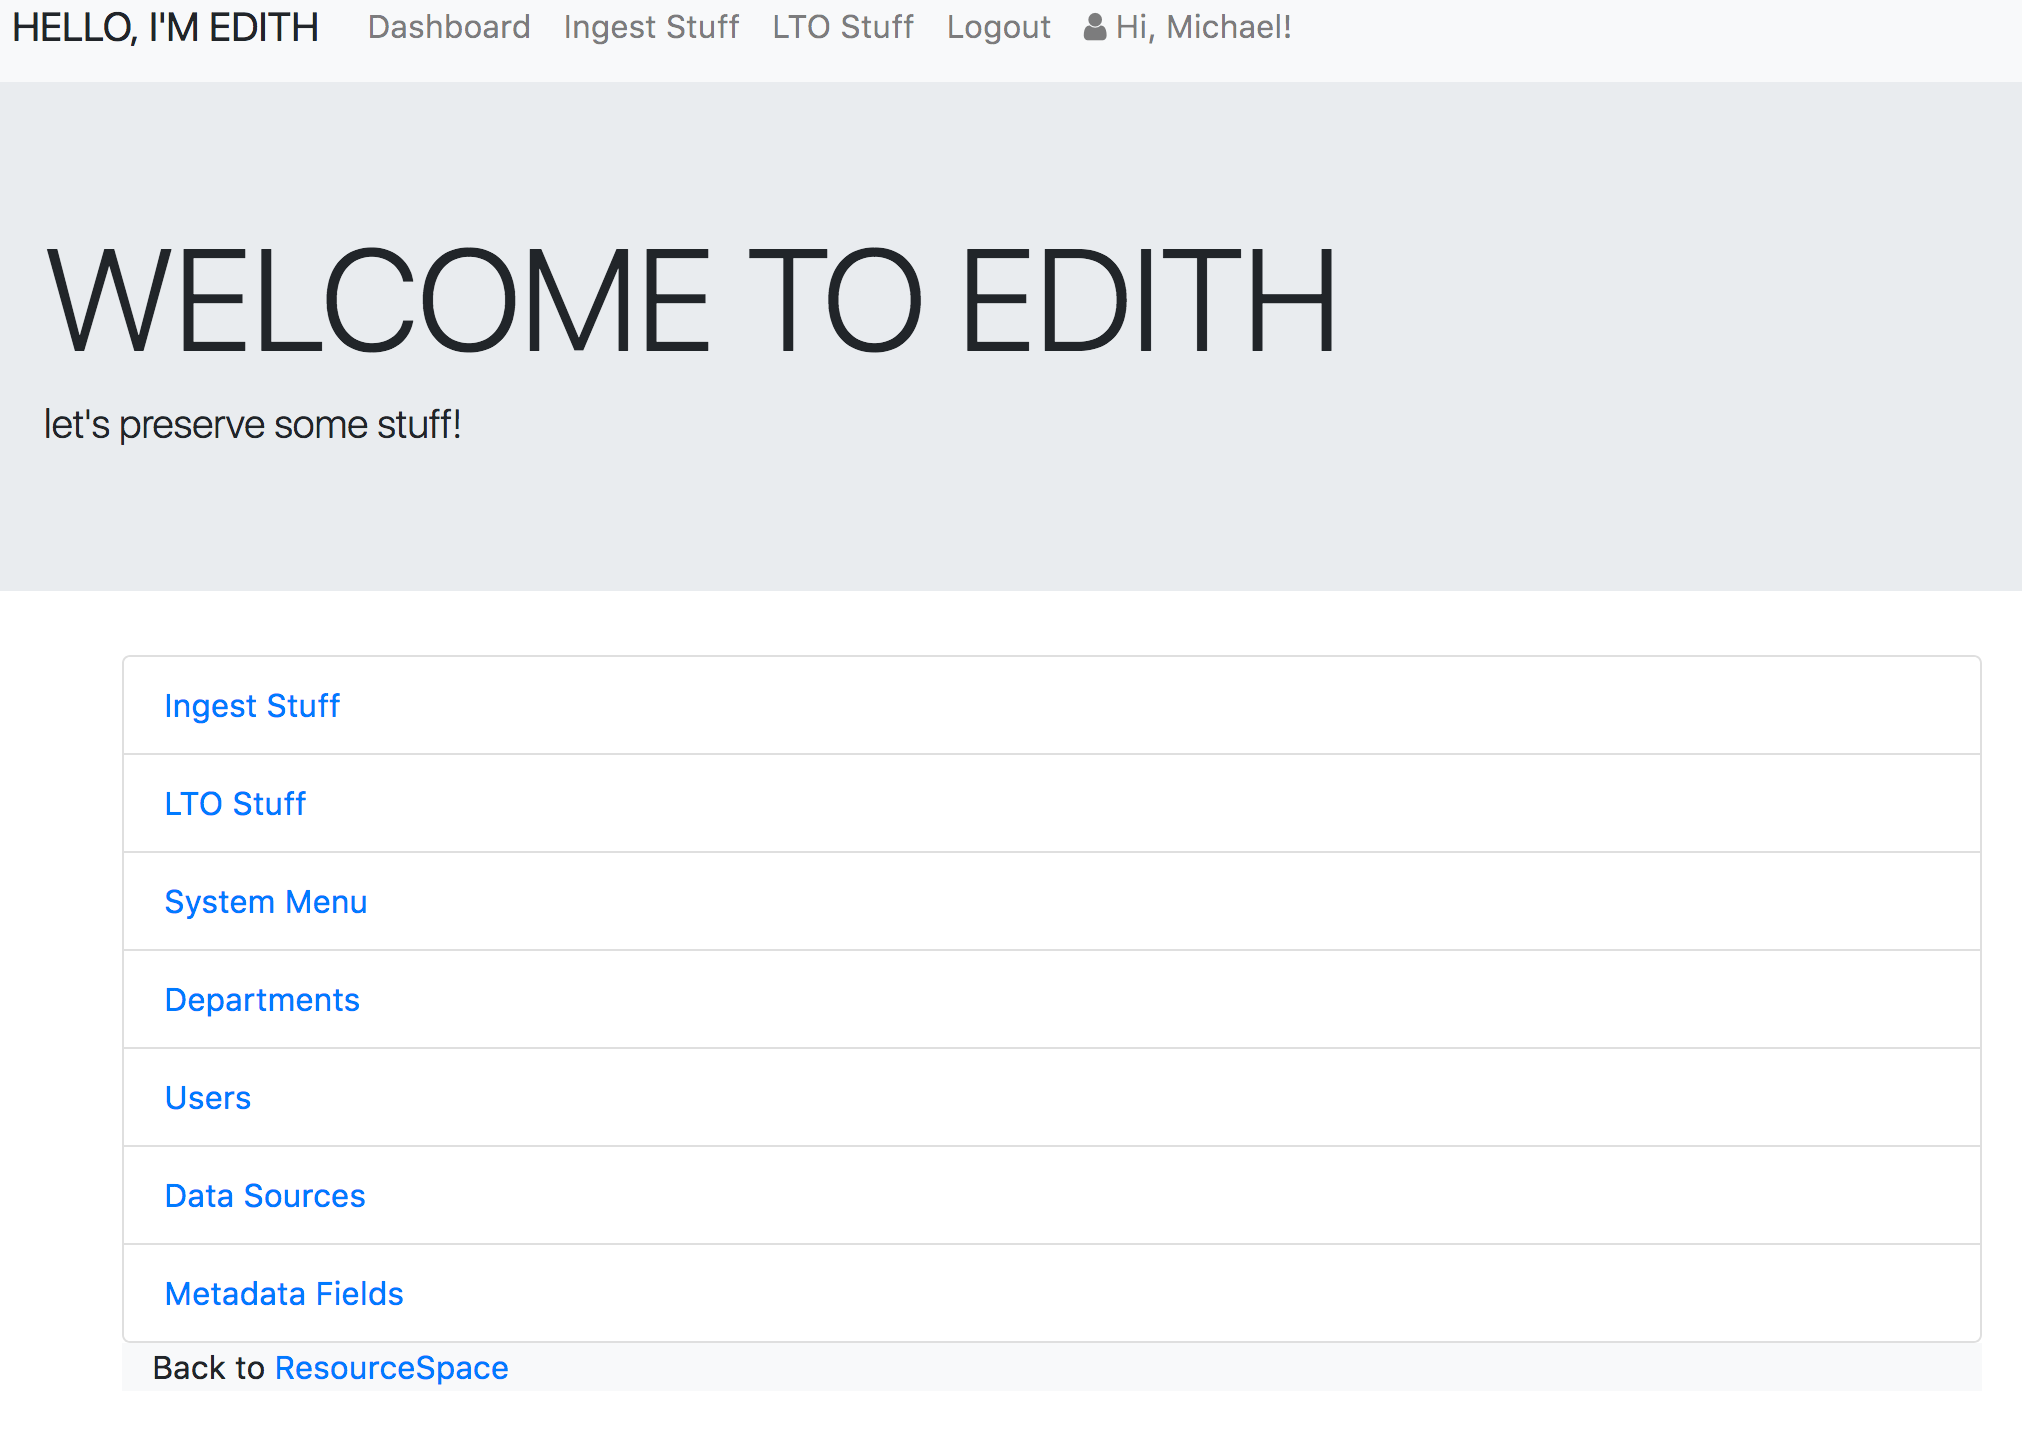 HELLO, I'M EDITH Dashboard Ingest Stuff LTO Stuff Logout Hi, Michael!
WELCOME TO EDITH
let's preserve some stuff!
Ingest Stuff
LTO Stuff
System Menu
Departments
Users
Data Sources
Metadata Fields
Back to ResourceSpace